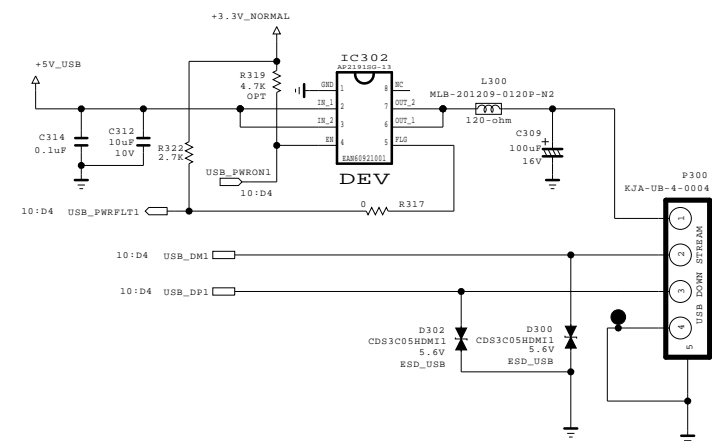 +3.3V_NORMAL
+5V_USB
IC302
AP2191SG-13
R319
4.7K
OPT
GND
1
8
NC
IN_1
2
7
OUT_2
IN_2
3
6
OUT_1
EN
4
5
FLG
EAN60921001
DEV
L300
MLB-201209-0120P-N2
120-ohm
C314
0.1uF
C312
10uF
10V
R322
2.7K
C309
100uF
16V
+
USB_PWRON1
10:D4
10:D4 USB_PWRFLT1
0
R317
P300
KJA-UB-4-0004
1
2
3
4
5
USB DOWN STREAM
10:D4 USB_DM1
10:D4 USB_DP1
D302
CDS3C05HDMI1
5.6V
ESD_USB
D300
CDS3C05HDMI1
5.6V
ESD_USB